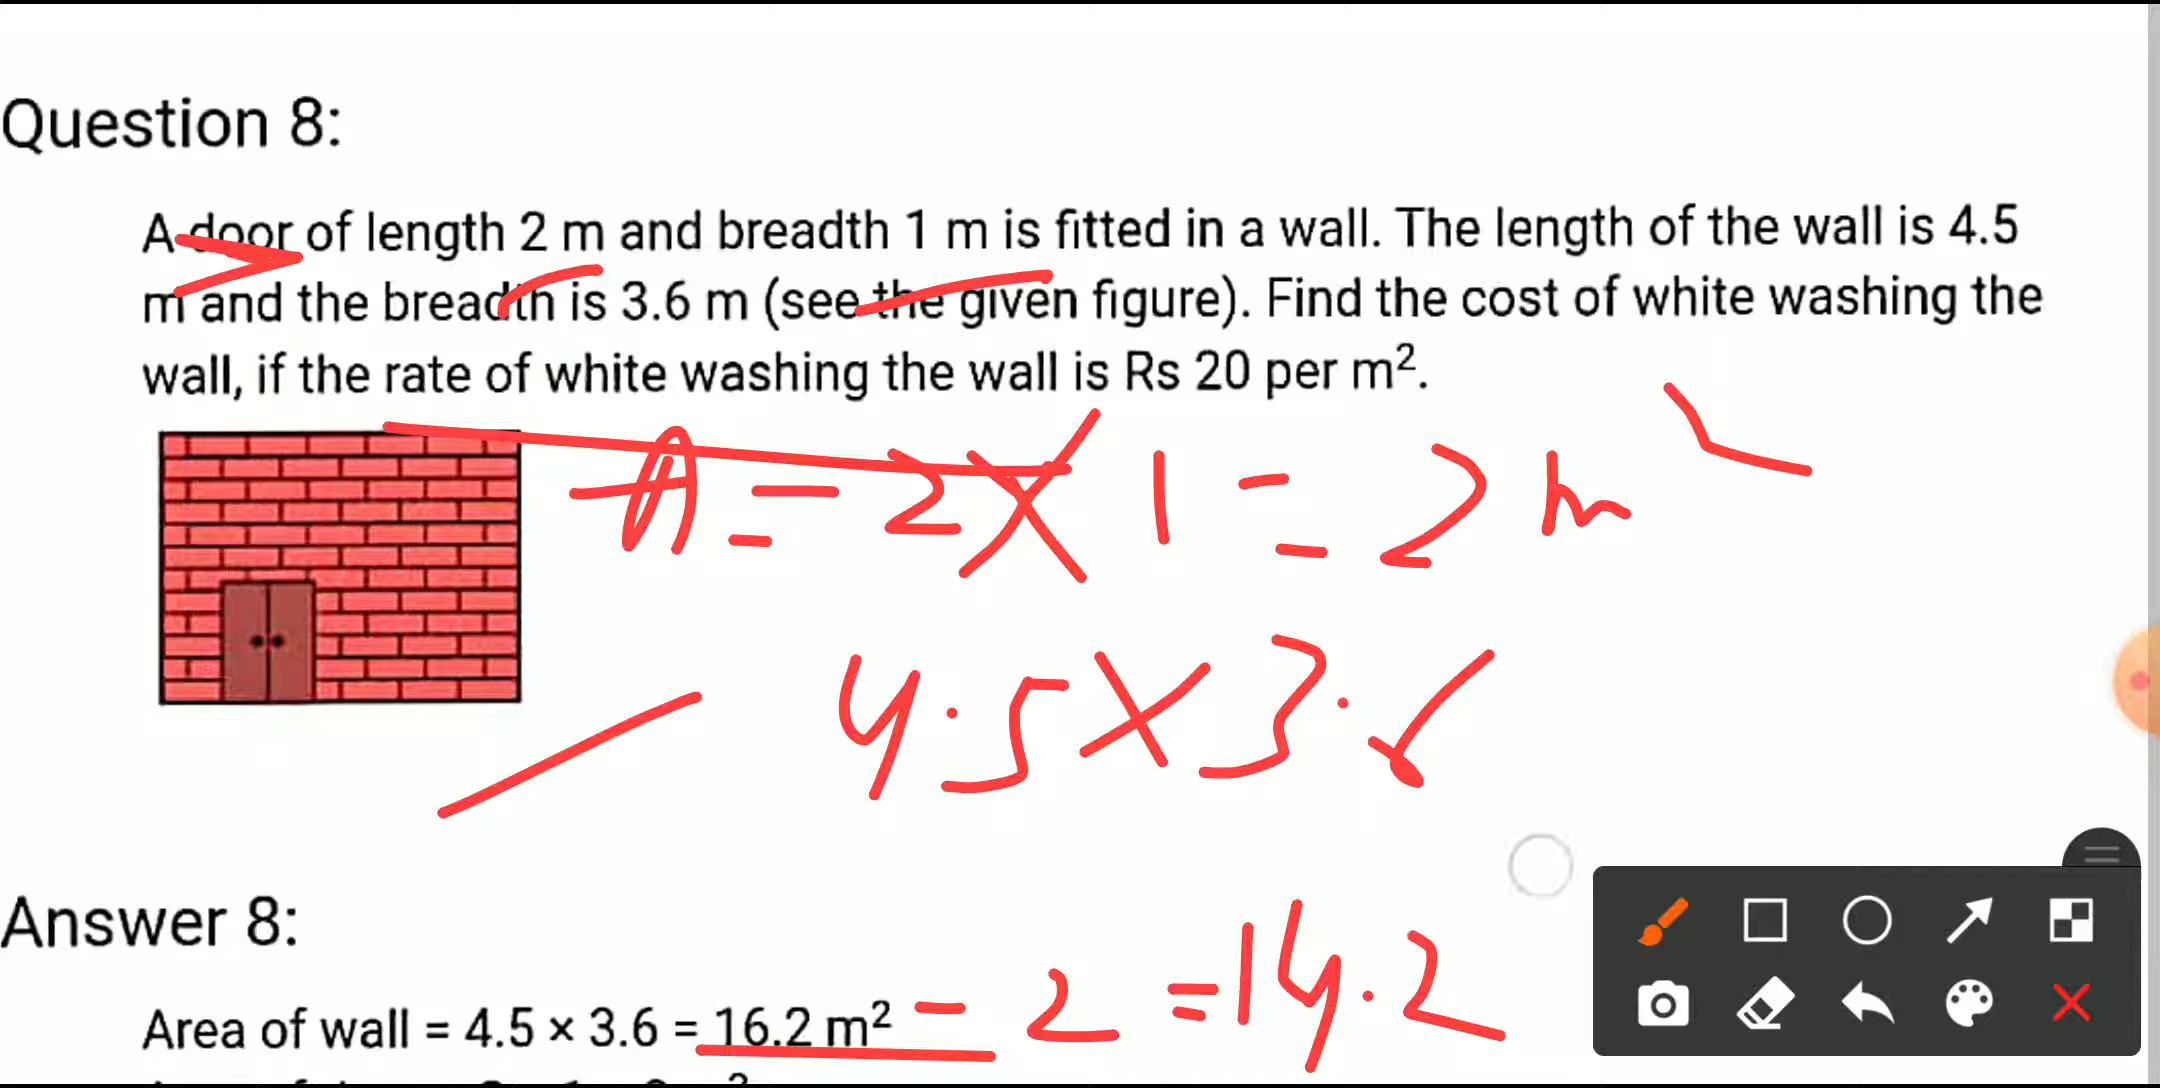 Question 8:
A door of length 2 m and breadth 1 m is fitted in a wall. The length of the wall is 4.5
m and the breadth is 3.6 m (see the given figure). Find the cost of white washing the
wall, if the rate of white washing the wall is Rs 20 per m².
A = 2 × 1 = 2 m
4.5 × 3.6
Answer 8:
Area of wall = 4.5 × 3.6 = 16.2 m² - 2 = 14.2